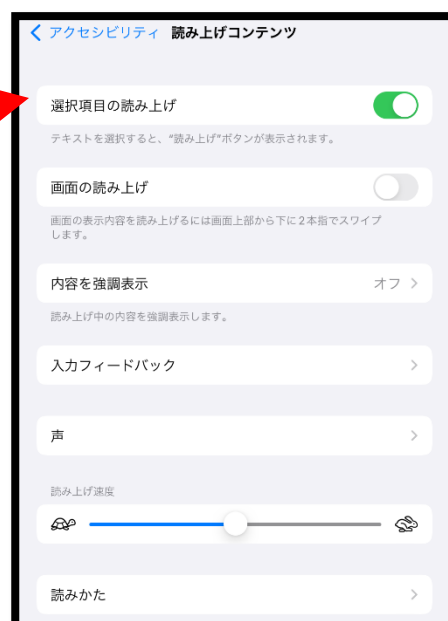 アクセシビリティ 読み上げコンテンツ
選択項目の読み上げ
テキストを選択すると、“読み上げ”ボタンが表示されます。
画面の読み上げ
画面の表示内容を読み上げるには画面上部から下に2本指でスワイプ
します。
内容を強調表示 オフ
読み上げ中の内容を強調表示します。
入力フィードバック
声
読み上げ速度
読みかた